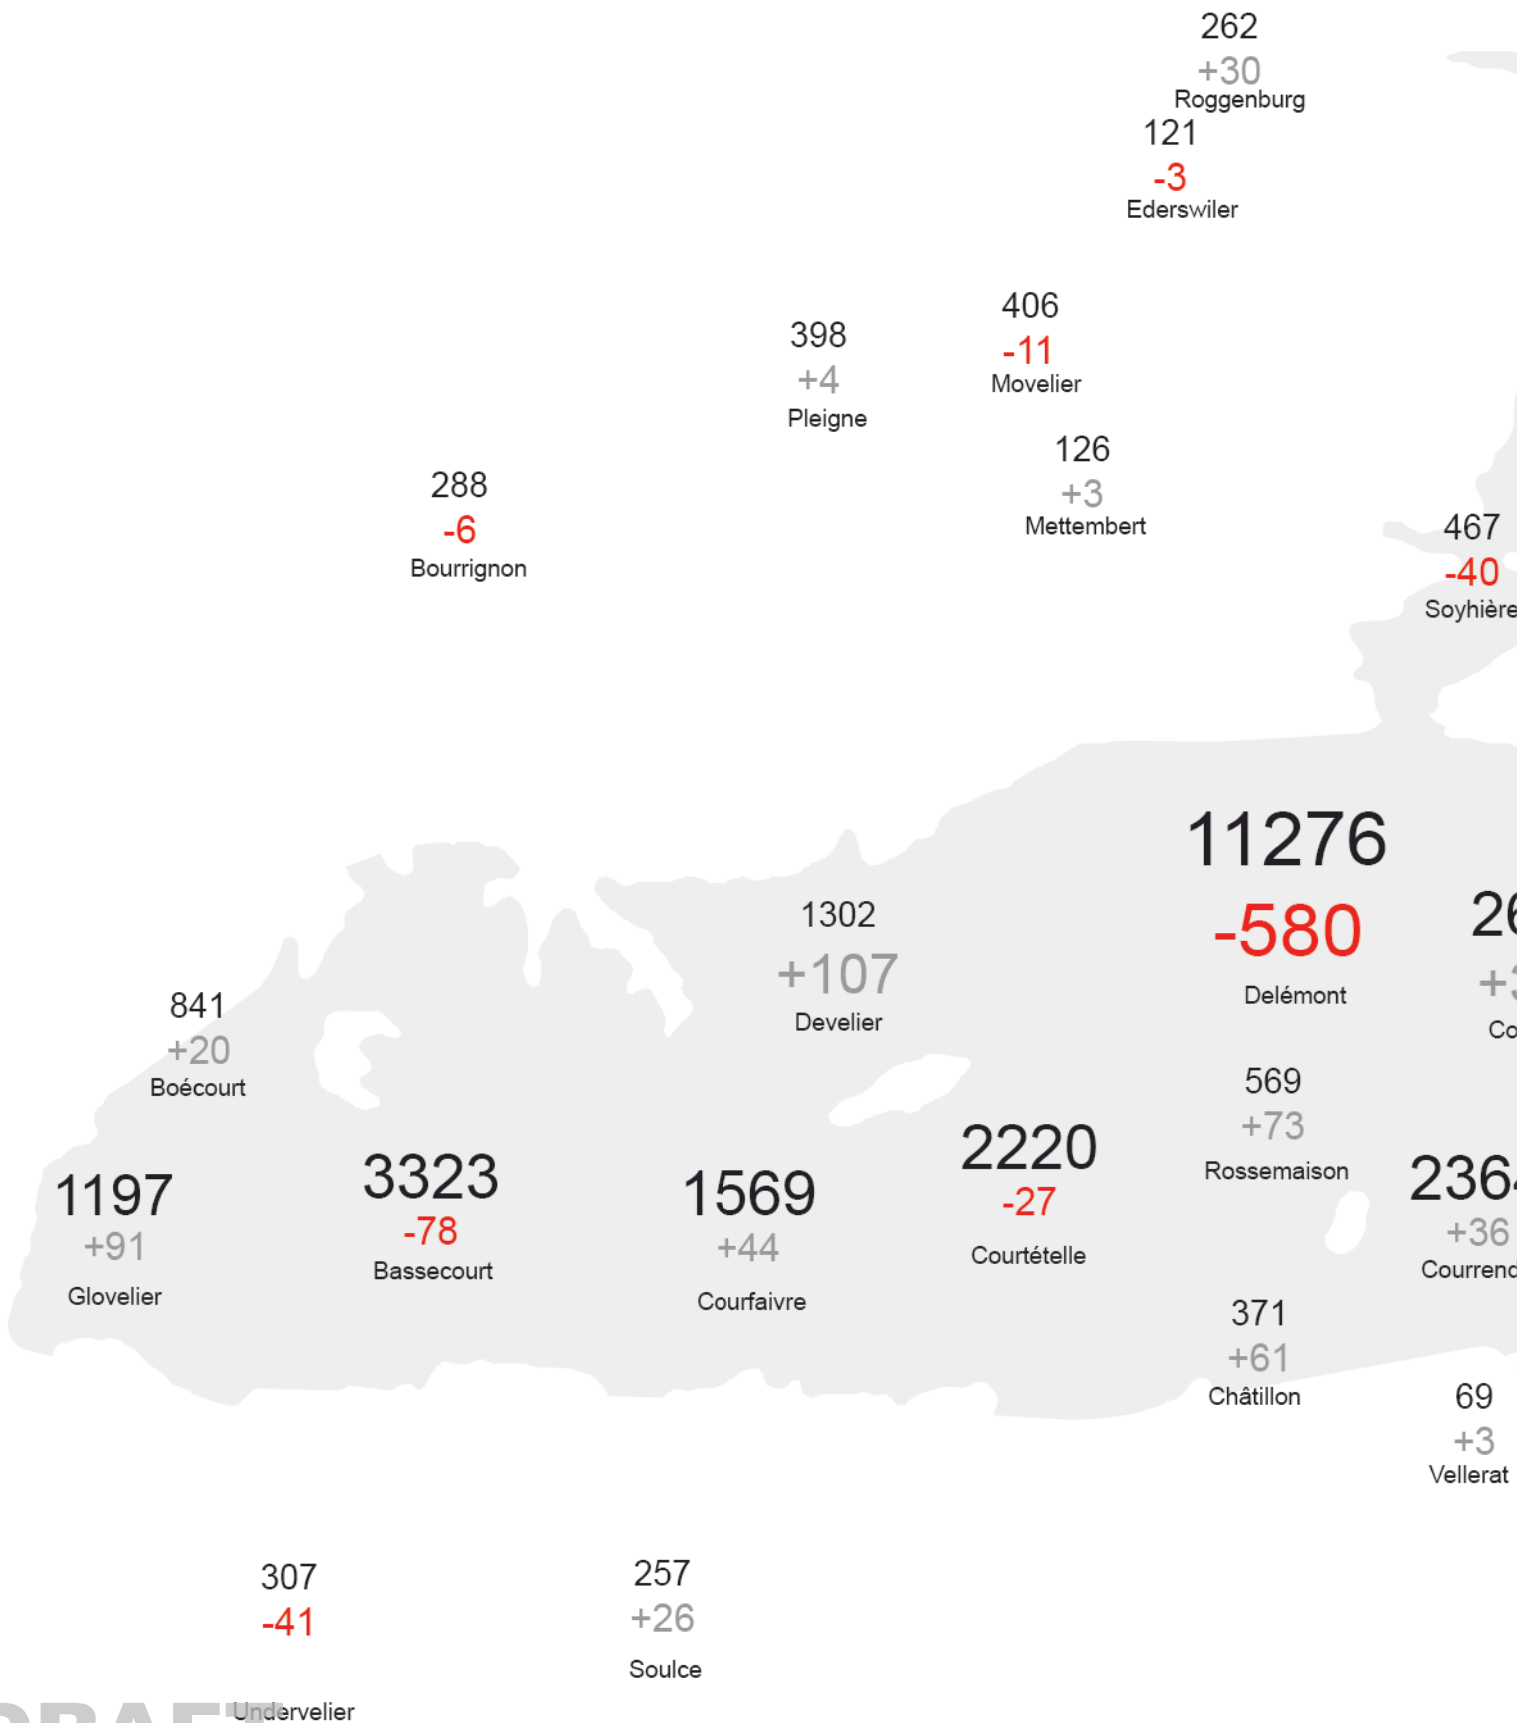 262
+30
Roggenburg
121
-3
Ederswiler
406
-11
Movelier
398
+4
Pleigne
126
+3
Mettembert
288
-6
Bourrignon
467
-40
Soyhière
11276
-580
Delémont
1302
+107
Develier
841
+20
Boécourt
569
+73
Rossemaison
2220
-27
Courtételle
3323
-78
Bassecourt
1569
+44
Courfaivre
1197
+91
Glovelier
+36
371
+61
Châtillon
69
+3
Vellerat
307
-41
Undervelier
257
+26
Soulce